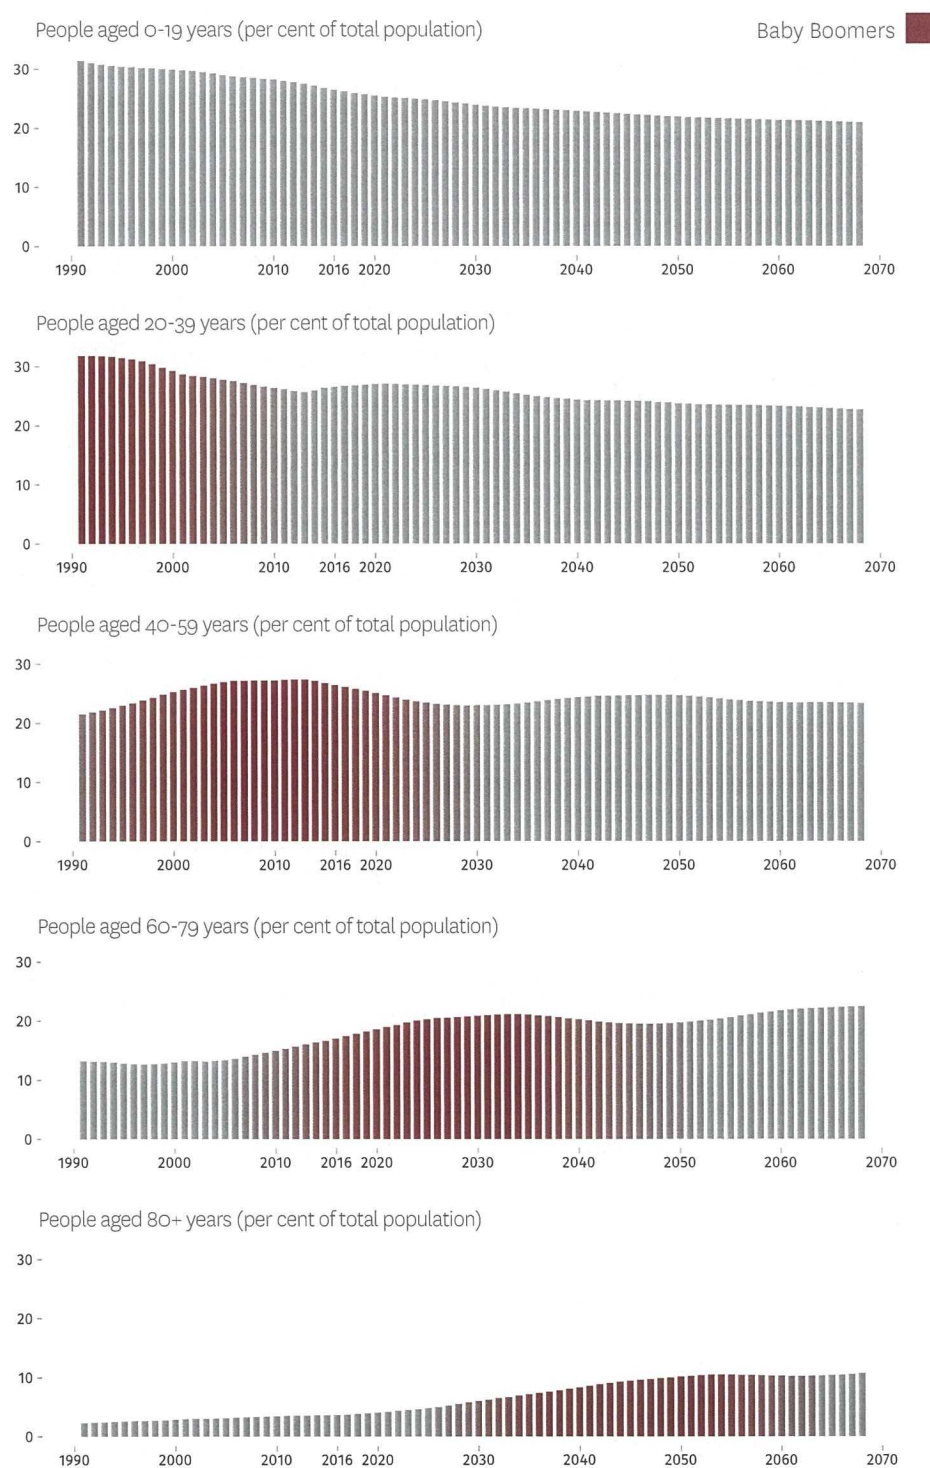 People aged 0-19 years (per cent of total population)
Baby Boomers
30
20
10
0
1990 2000 2010 2016 2020 2030 2040 2050 2060 2070
People aged 20-39 years (per cent of total population)
30
20
10
0
1990 2000 2010 2016 2020 2030 2040 2050 2060 2070
People aged 40-59 years (per cent of total population)
30
20
10
0
1990 2000 2010 2016 2020 2030 2040 2050 2060 2070
People aged 60-79 years (per cent of total population)
30
20
10
0
1990 2000 2010 2016 2020 2030 2040 2050 2060 2070
People aged 80+ years (per cent of total population)
30
20
10
0
1990 2000 2010 2016 2020 2030 2040 2050 2060 2070